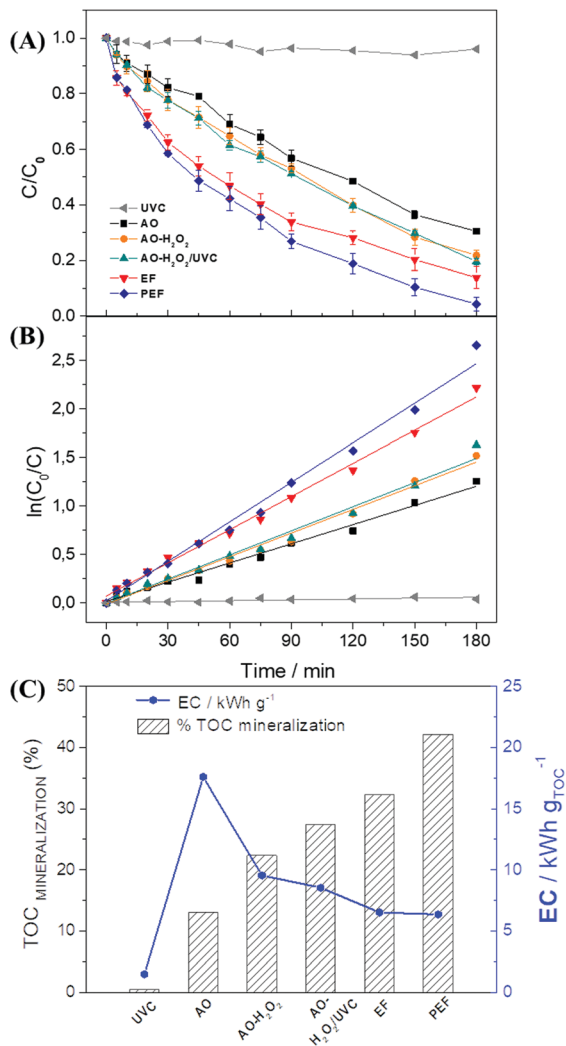 (A)
1.0
0.8
0.6
0.4
0.2
0.0
C/C₀
UVC
AO
AO-H₂O₂
AO-H₂O₂/UVC
EF
PEF
(B)
2,5
2,0
1,5
1,0
0,5
0,0
ln(C₀/C)
0 30 60 90 120 150 180
Time / min
(C)
50
40
30
20
10
0
TOC MINERALIZATION (%)
EC / kWh g⁻¹
% TOC mineralization
25
20
15
10
5
0
EC / kWh gTOC⁻¹
UVC
AO
AO-H₂O₂
AO-
H₂O₂/UVC
EF
PEF